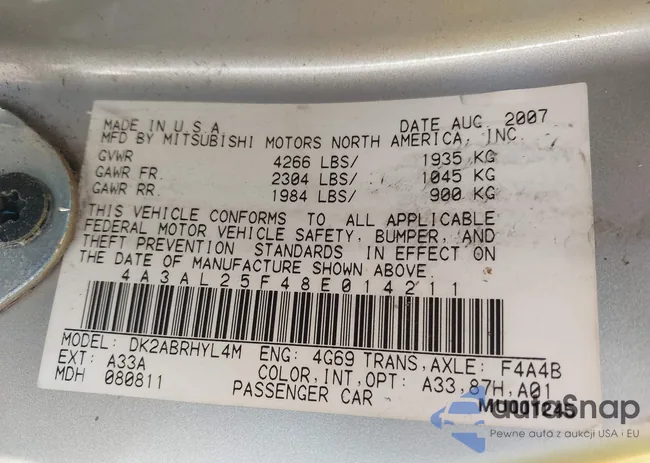 MADE IN U.S.A. DATE AUG. 2007
MFD BY MITSUBISHI MOTORS NORTH AMERICA, INC.
GVWR 4266 LBS/ 1935 KG
GAWR FR. 2304 LBS/ 1045 KG
GAWR RR. 1984 LBS/ 900 KG
THIS VEHICLE CONFORMS TO ALL APPLICABLE
FEDERAL MOTOR VEHICLE SAFETY, BUMPER, AND
THEFT PREVENTION STANDARDS IN EFFECT ON
THE DATE OF MANUFACTURE SHOWN ABOVE.
4A3AL25F48E014211
MODEL: DK2ABRHYL4M ENG: 4G69 TRANS,AXLE: F4A4B
EXT: A33A COLOR,INT,OPT: A33,87H,A01
MDH 080811 PASSENGER CAR MU001245
autoSnap
Pewne auta z aukcji USA i EU